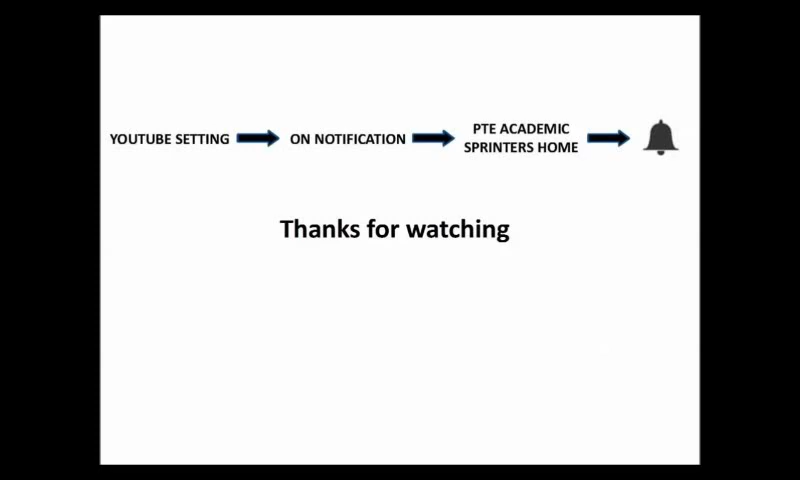 YOUTUBE SETTING
ON NOTIFICATION
PTE ACADEMIC
SPRINTERS HOME
Thanks for watching